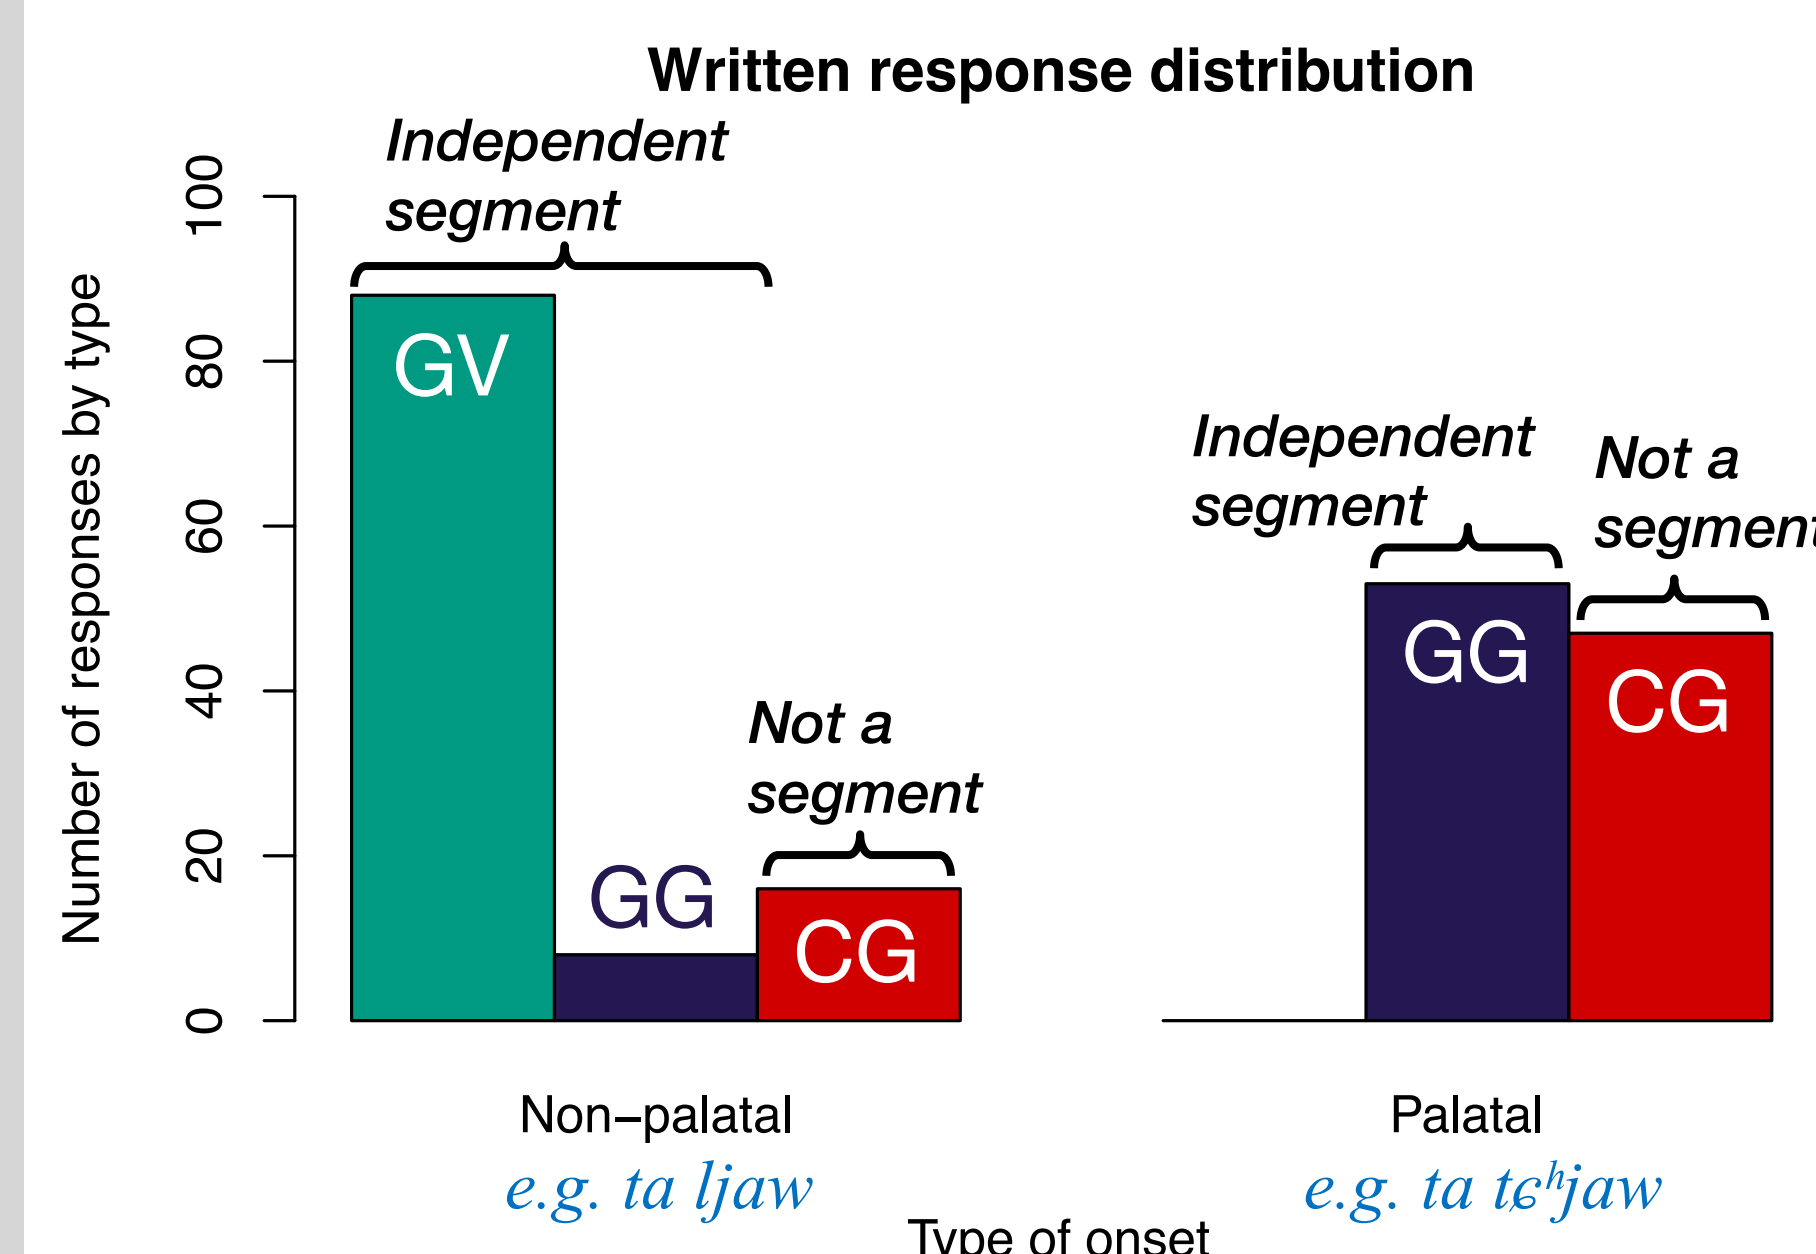 Written response distribution
Independent
segment
100
80
60
40
20
0
Number of responses by type
GV
GG
Not a
segment
CG
Independent
segment
Not a
segment
GG
CG
Non−palatal
Palatal
e.g. ta ljaw
e.g. ta tɕʰjaw
Type of onset